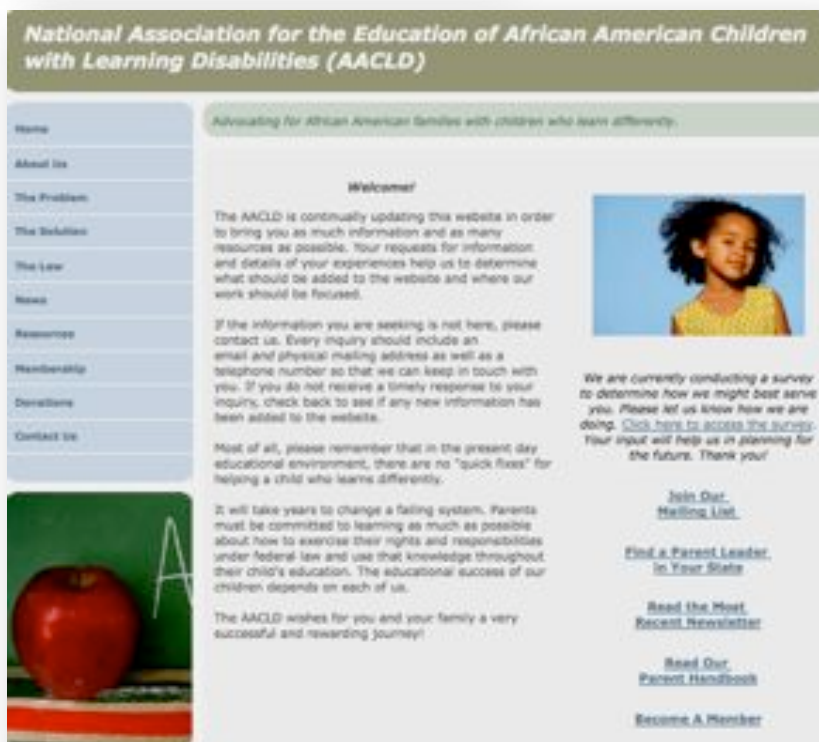 National Association for the Education of African American Children
with Learning Disabilities (AACLD)
Advocating for African American families with children who learn differently.
Home
About Us
The Problem
The Solution
The Law
News
Resources
Membership
Donations
Contact Us
Welcome!
The AACLD is continually updating this website in order
to bring you as much information and as many
resources as possible. Your requests for information
and details of your experiences help us to determine
what should be added to the website and where our
work should be focused.
If the information you are seeking is not here, please
contact us. Every inquiry should include an
email and physical mailing address as well as a
telephone number so that we can keep in touch with
you. If you do not receive a timely response to your
inquiry, check back to see if any new information has
been added to the website.
Most of all, please remember that in the present day
educational environment, there are no "quick fixes" for
helping a child who learns differently.
It will take years to change a failing system. Parents
must be committed to learning as much as possible
about how to exercise their rights and responsibilities
under federal law and use that knowledge throughout
their child's education. The educational success of our
children depends on each of us.
The AACLD wishes for you and your family a very
successful and rewarding journey!
We are currently conducting a survey
to determine how we might best serve
you. Please let us know how we are
doing. Click here to access the survey.
Your input will help us in planning for
the future. Thank you!
Join Our
Mailing List
Find a Parent Leader
in Your State
Read the Most
Recent Newsletter
Read Our
Parent Handbook
Become A Member
A